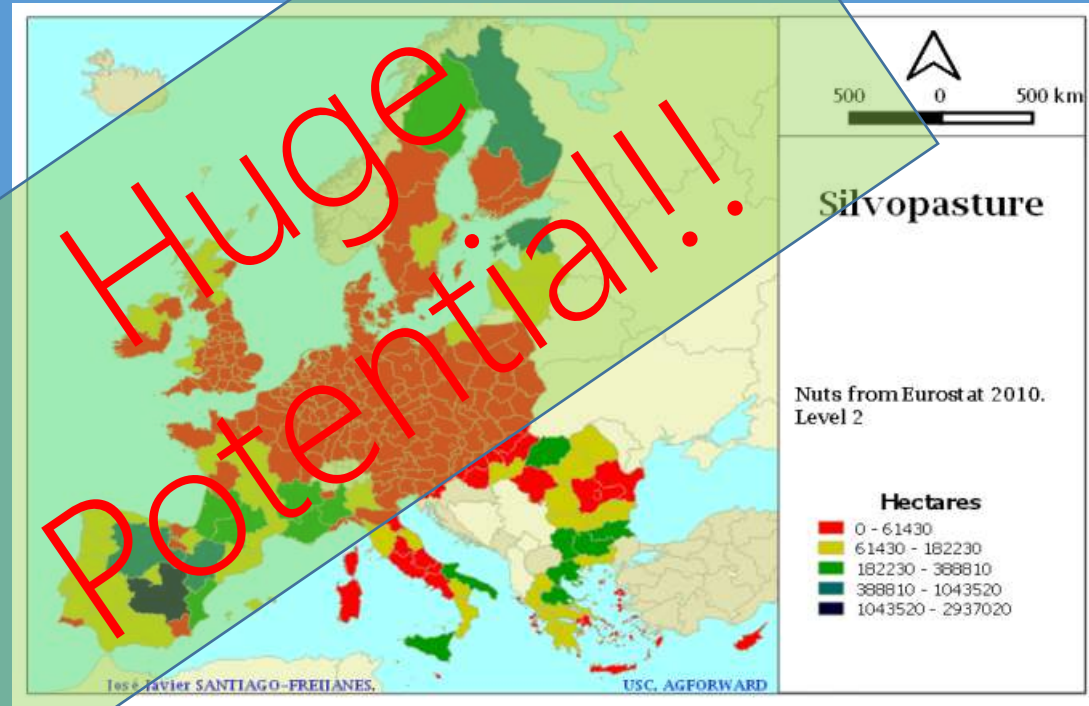 Huge
Potential!!!
500 0 500 km
Silvopasture
Nuts from Eurostat 2010.
Level 2
Hectares
0 - 61430
61430 - 182230
182230 - 388810
388810 - 1043520
1043520 - 2937020
José Javier SANTIAGO-FREIJANES.
USC, AGFORWARD